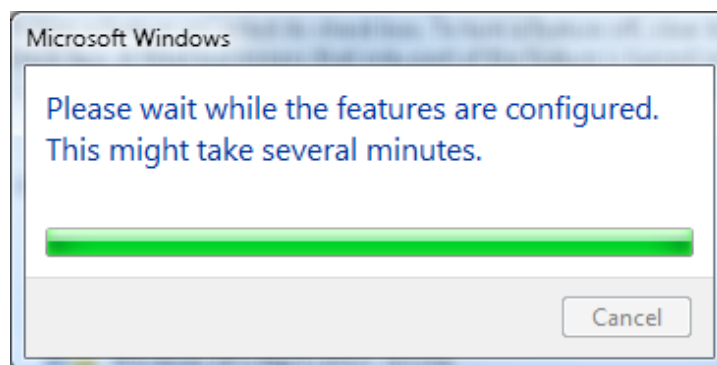 Microsoft Windows
Please wait while the features are configured.
This might take several minutes.
Cancel